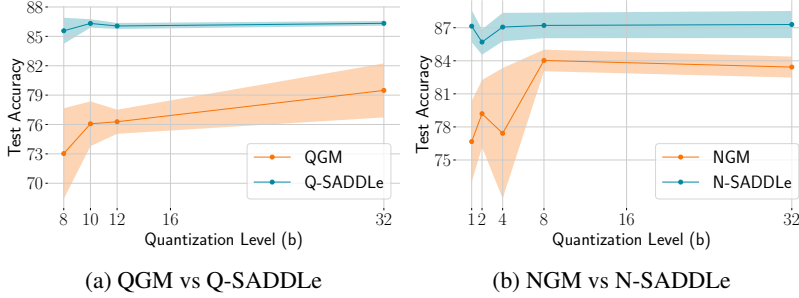 88
85
82
79
76
73
70
Test Accuracy
QGM
Q-SADDLe
8 10 12 16 32
Quantization Level (b)
(a) QGM vs Q-SADDLe
87
84
81
78
75
Test Accuracy
NGM
N-SADDLe
1 2 4 8 16 32
Quantization Level (b)
(b) NGM vs N-SADDLe